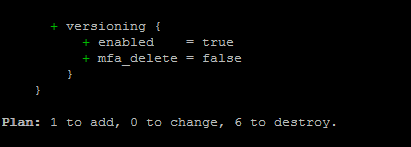 + versioning {
+ enabled    = true
+ mfa_delete = false
}
}
Plan: 1 to add, 0 to change, 6 to destroy.